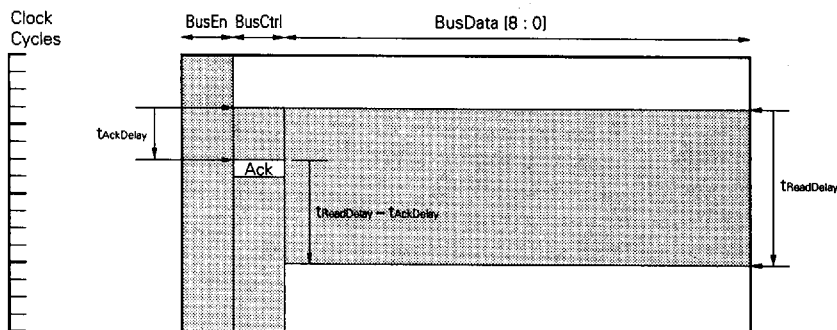 Clock
Cycles
BusEn BusCtrl BusData [8 : 0]
tAckDelay
Ack
tReadDelay – tAckDelay
tReadDelay